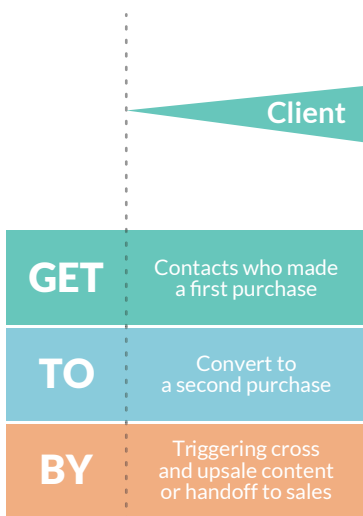 Client
GET
Contacts who made
a first purchase
TO
Convert to
a second purchase
BY
Triggering cross
and upsale content
or handoff to sales